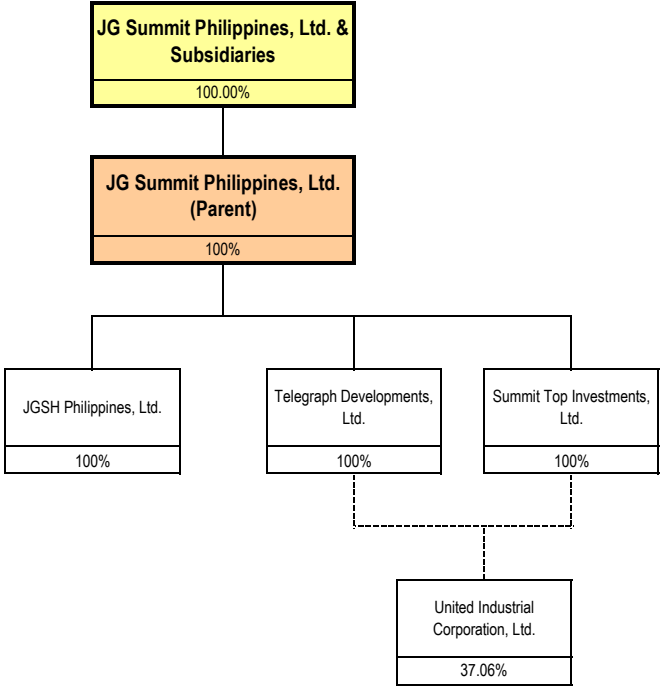 JG Summit Philippines, Ltd. &
Subsidiaries
100.00%
JG Summit Philippines, Ltd.
(Parent)
100%
JGSH Philippines, Ltd.
100%
Telegraph Developments,
Ltd.
100%
Summit Top Investments,
Ltd.
100%
United Industrial
Corporation, Ltd.
37.06%